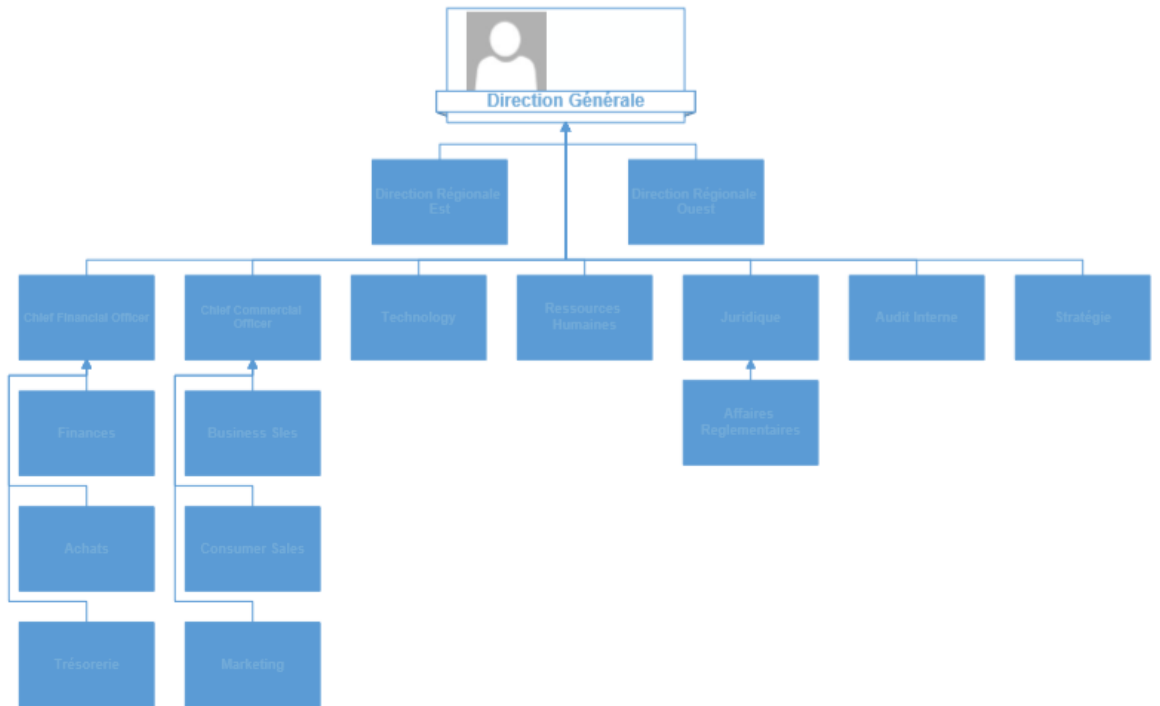 Direction Générale
Direction Régionale
Est
Direction Régionale
Ouest
Chief Financial Officer
Chief Commercial
Officer
Technology
Ressources
Humaines
Juridique
Audit Interne
Stratégie
Finances
Business Sles
Affaires
Reglementaires
Achats
Consumer Sales
Trésorerie
Marketing